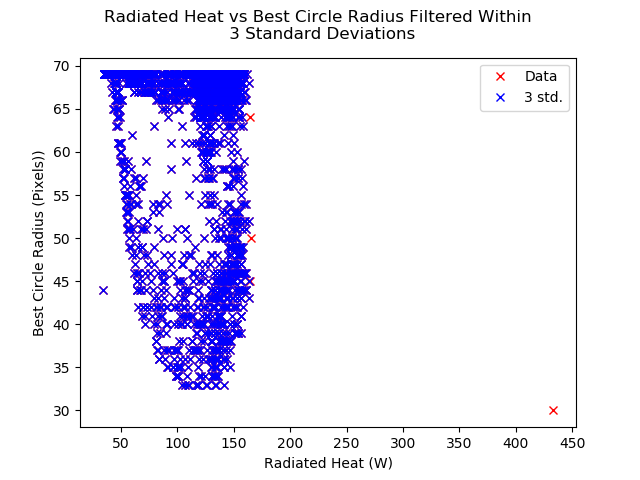 Radiated Heat vs Best Circle Radius Filtered Within
3 Standard Deviations
Data
3 std.
70
65
60
55
50
45
40
35
30
Best Circle Radius (Pixels))
50 100 150 200 250 300 350 400 450
Radiated Heat (W)